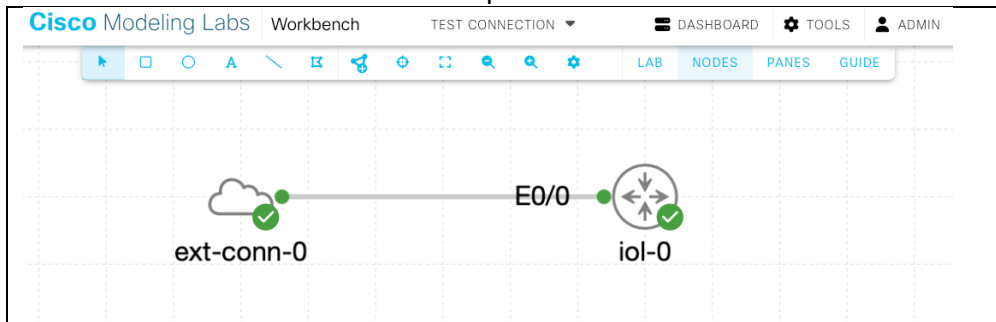 Cisco Modeling Labs Workbench TEST CONNECTION DASHBOARD TOOLS ADMIN
A LAB NODES PANES GUIDE
E0/0
ext-conn-0 iol-0